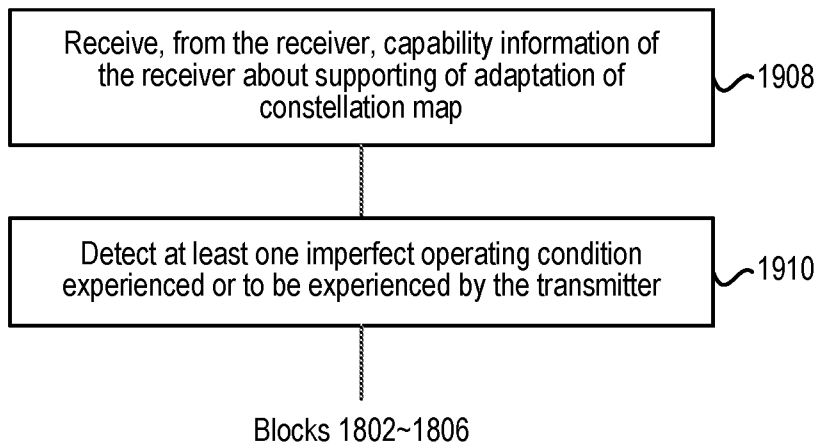 Receive, from the receiver, capability information of
the receiver about supporting of adaptation of
constellation map
1908
Detect at least one imperfect operating condition
experienced or to be experienced by the transmitter
1910
Blocks 1802~1806